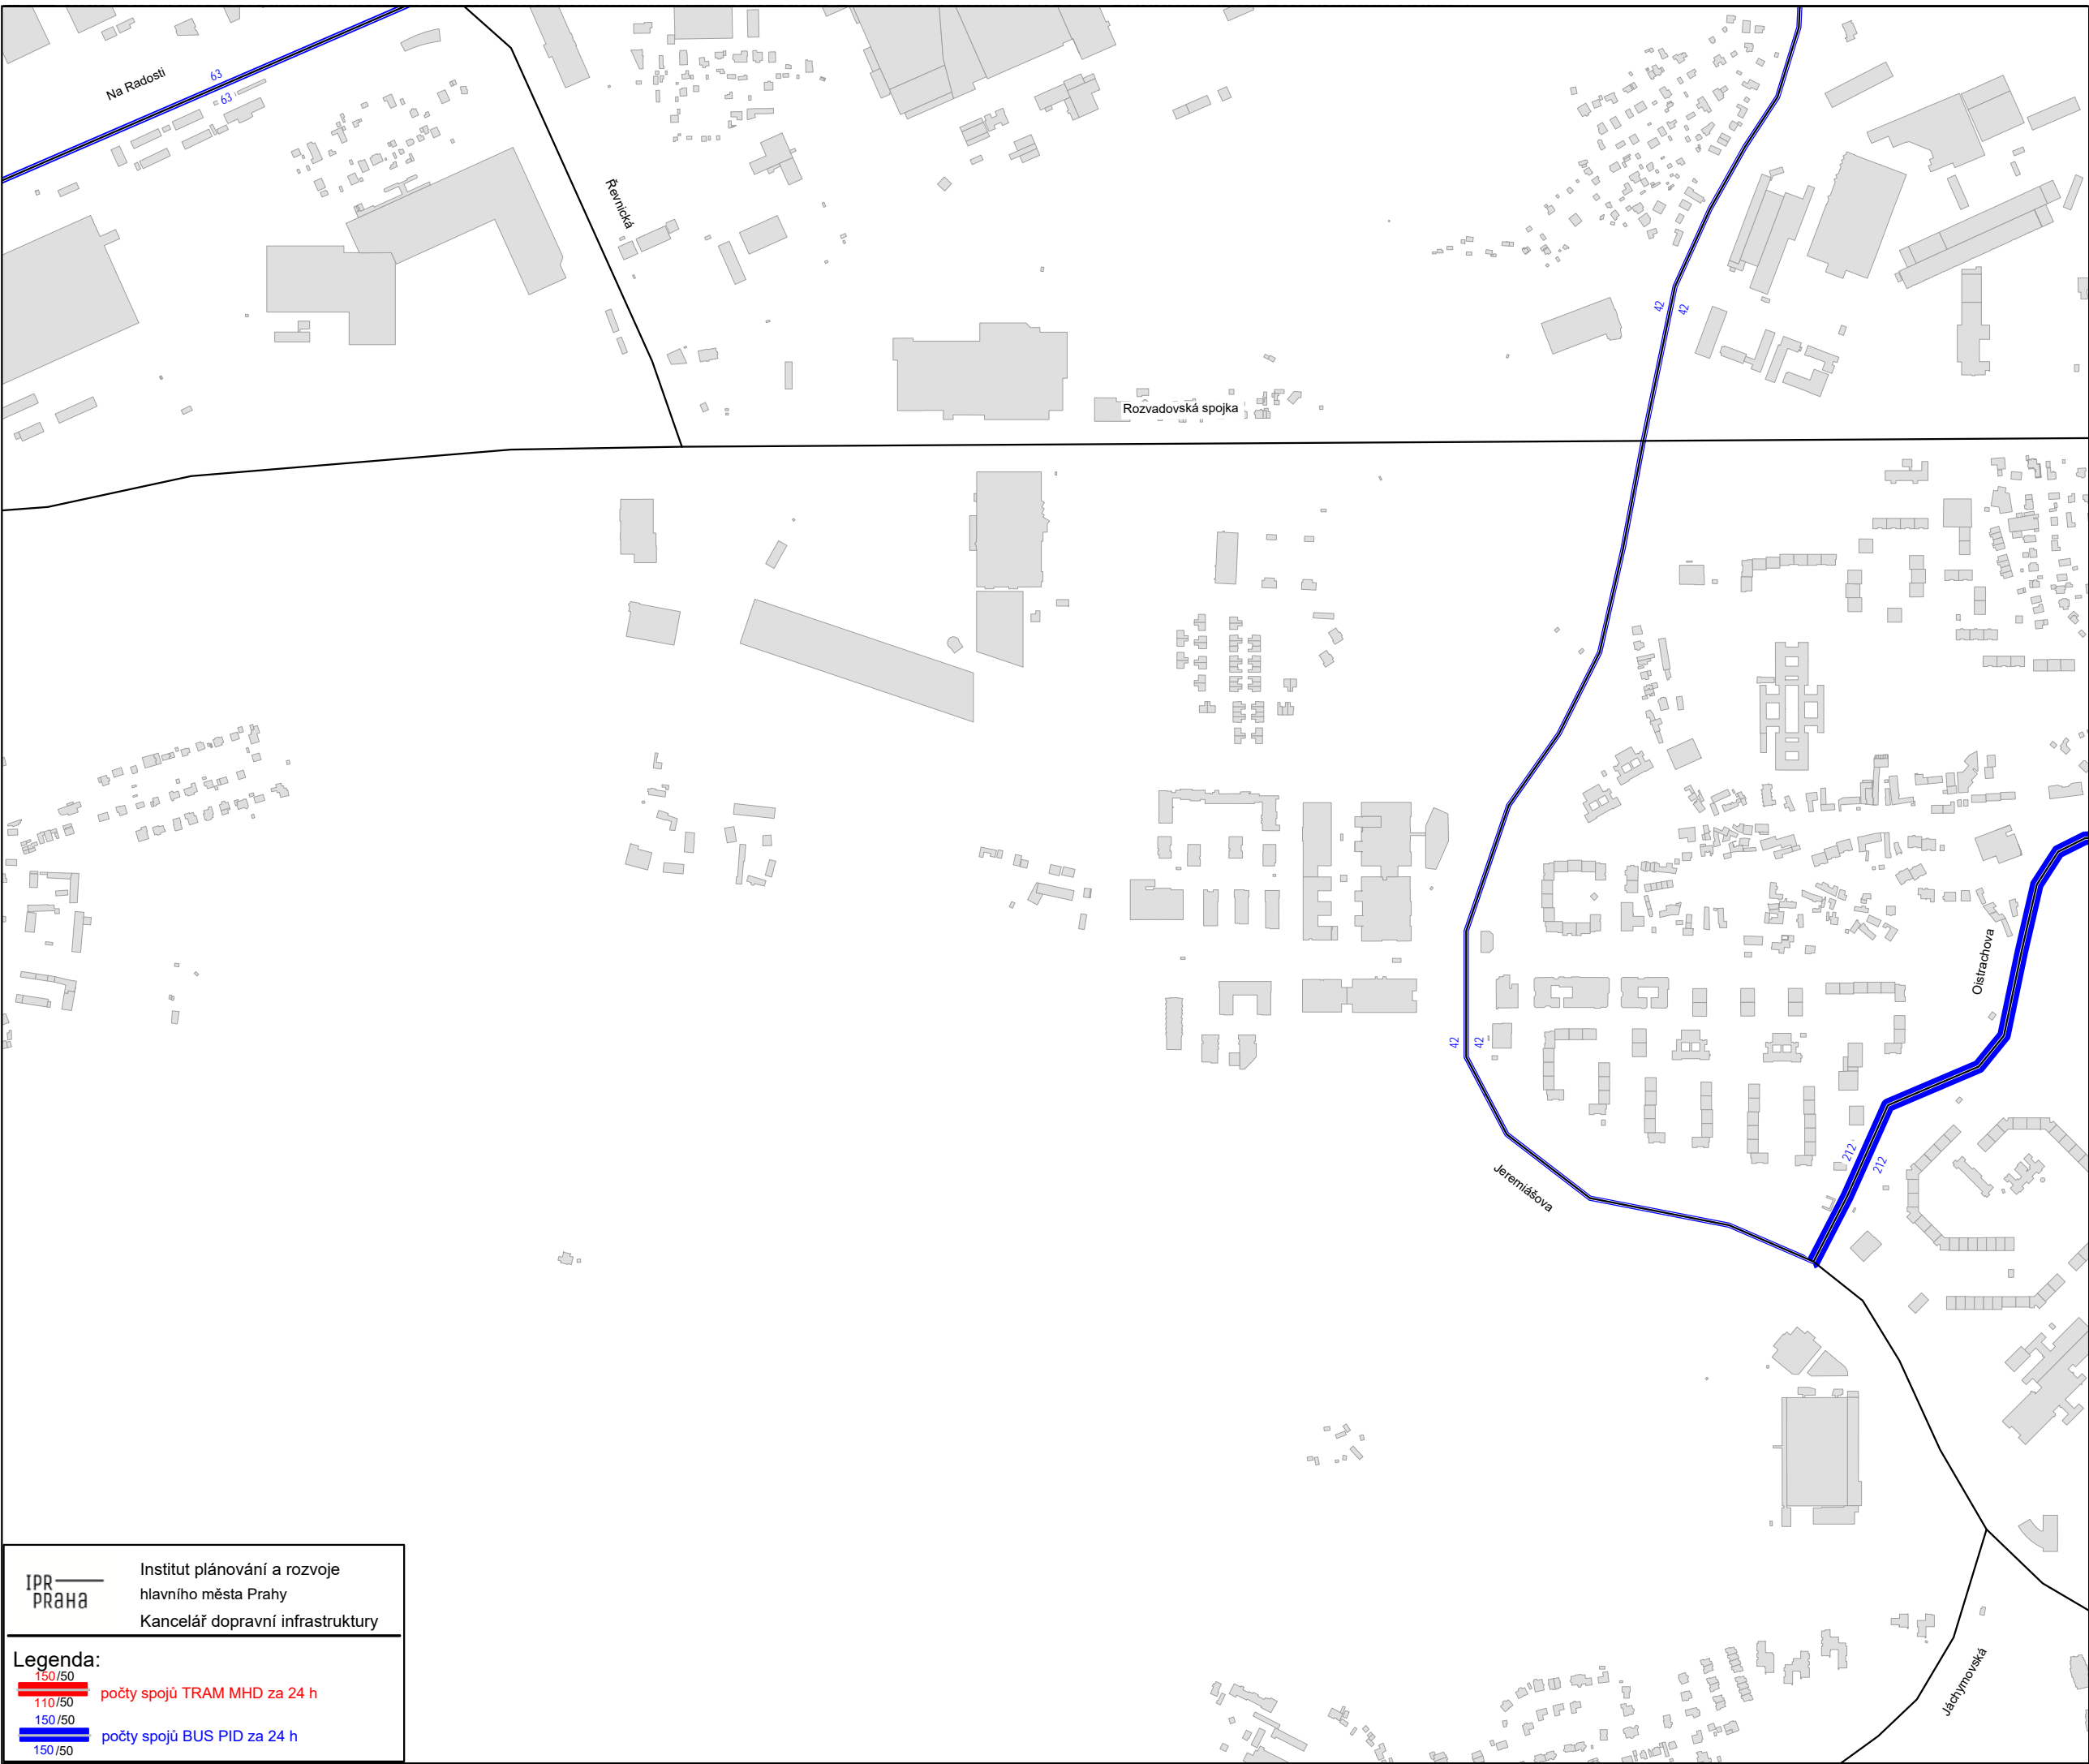 Na Radosti
63
63
Řevnická
42
42
Rozvadovská spojka
Oistrachova
42
42
212
212
Jeremiášova
Jáchymovská
IPR
PRaHa
Institut plánování a rozvoje
hlavního města Prahy
Kancelář dopravní infrastruktury
Legenda:
150/50
počty spojů TRAM MHD za 24 h
110/50
150/50
počty spojů BUS PID za 24 h
150/50